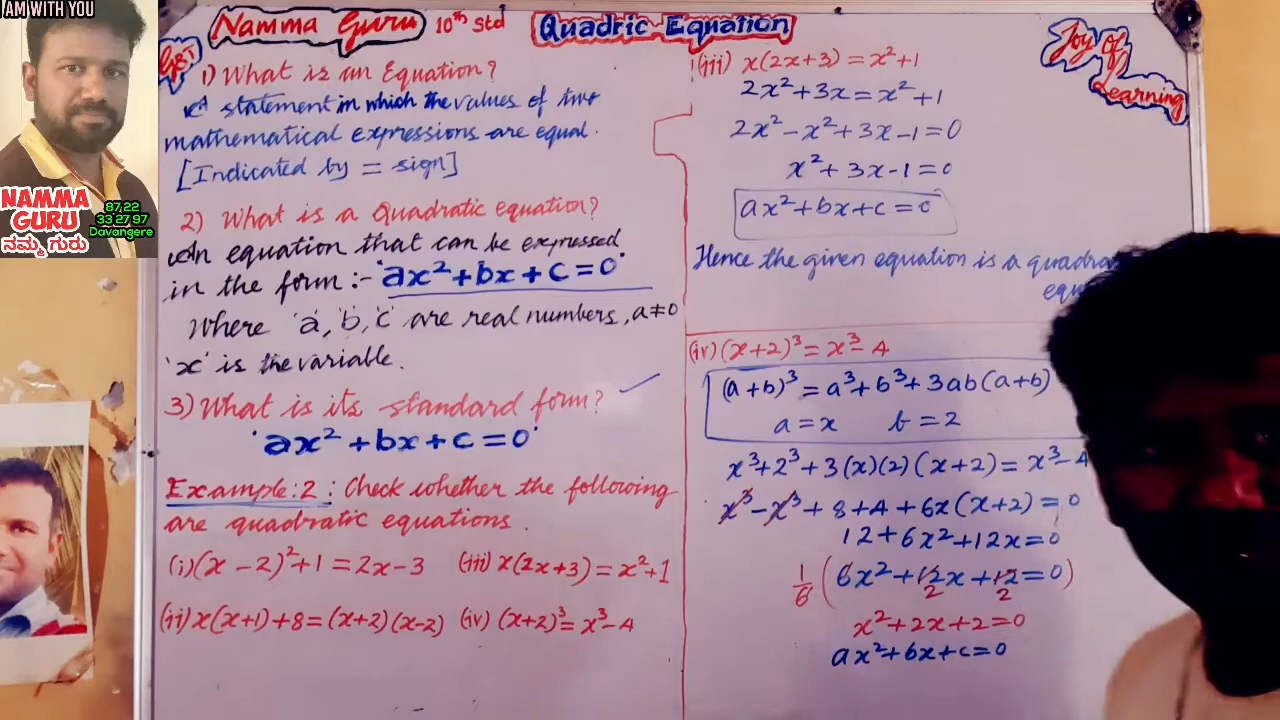 I AM WITH YOU
NAMMA
GURU
ನಮ್ಮ ಗುರು
87,22
33 27 97
Davangere
Namma Guru 10th std Quadric Equation
GBT
Joy Of
Learning
1) What is an Equation?
A statement in which the values of two
mathematical expressions are equal.
[Indicated by = sign]
2) What is a Quadratic equation?
An equation that can be expressed
in the form :- 'ax² + bx + c = 0'
Where 'a', 'b', 'c' are real numbers, a ≠ 0
'x' is the variable.
3) What is its standard form?
'ax² + bx + c = 0'
Example: 2 : Check whether the following
are quadratic equations.
(i) (x - 2)² + 1 = 2x - 3 (iii) x(2x+3) = x² + 1
(ii) x(x+1) + 8 = (x+2)(x-2) (iv) (x+2)³ = x³ - 4
(iii) x(2x+3) = x² + 1
2x² + 3x = x² + 1
2x² - x² + 3x - 1 = 0
x² + 3x - 1 = 0
ax² + bx + c = 0
Hence the given equation is a
(iv) (x+2)³ = x³ - 4
(a+b)³ = a³ + b³ + 3ab(a+b)
a = x b = 2
x³ + 2³ + 3(x)(2)(x+2) = x³ - 4
x³ - x³ + 8 + 4 + 6x(x+2) = 0
12 + 6x² + 12x = 0
1/6 (6x² + 12x + 12 = 0)
2 2
x² + 2x + 2 = 0
ax² + bx + c = 0